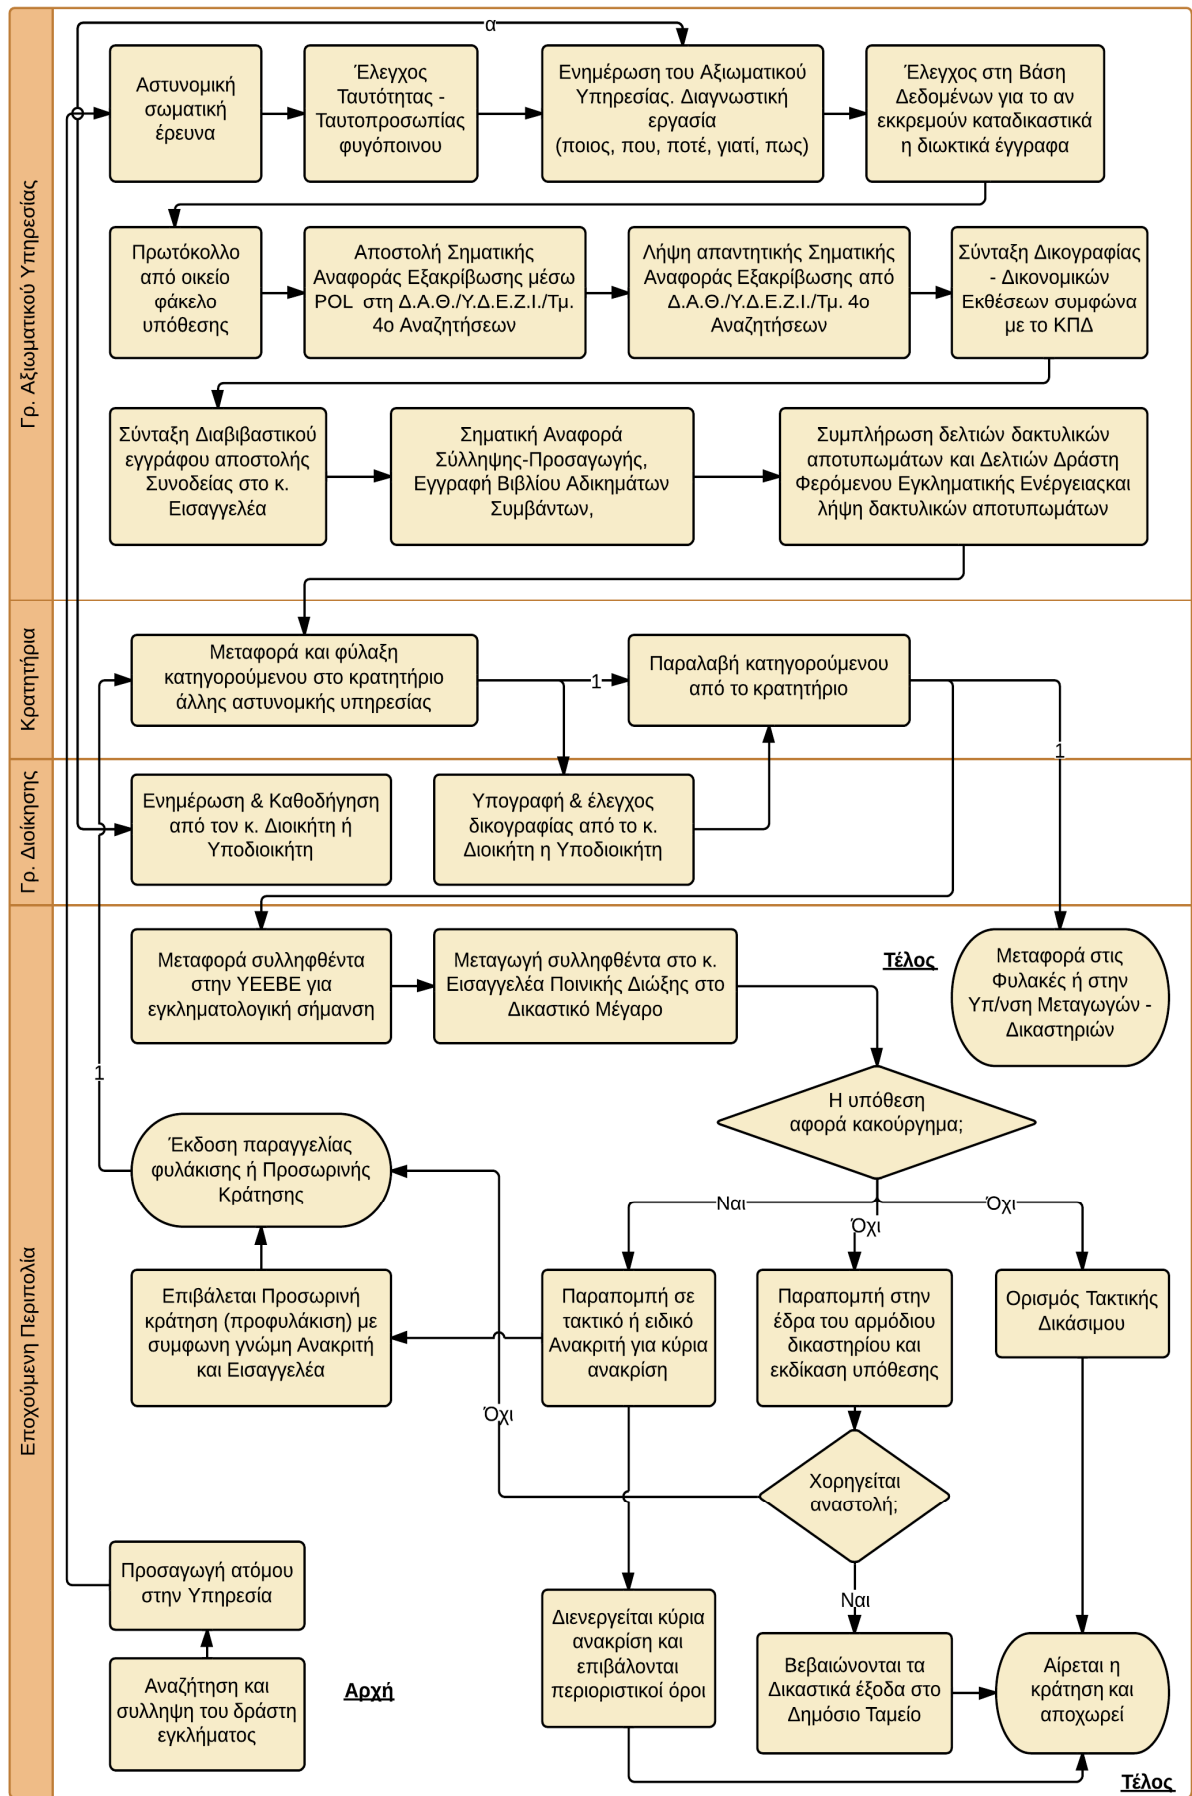 α
Γρ. Αξιωματικού Υπηρεσίας
Αστυνομική
σωματική
έρευνα
Έλεγχος
Ταυτότητας -
Ταυτοπροσωπίας
φυγόποινου
Ενημέρωση του Αξιωματικού
Υπηρεσίας. Διαγνωστική
εργασία
(ποιος, που, ποτέ, γιατί, πως)
Έλεγχος στη Βάση
Δεδομένων για το αν
εκκρεμούν καταδικαστικά
η διωκτικά έγγραφα
Πρωτόκολλο
από οικείο
φάκελο
υπόθεσης
Αποστολή Σηματικής
Αναφοράς Εξακρίβωσης μέσω
POL στη Δ.Α.Θ./Υ.Δ.Ε.Ζ.Ι./Τμ.
4ο Αναζητήσεων
Λήψη απαντητικής Σηματικής
Αναφοράς Εξακρίβωσης από
Δ.Α.Θ./Υ.Δ.Ε.Ζ.Ι./Τμ. 4ο
Αναζητήσεων
Σύνταξη Δικογραφίας
- Δικονομικών
Εκθέσεων συμφώνα
με το ΚΠΔ
Σύνταξη Διαβιβαστικού
εγγράφου αποστολής
Συνοδείας στο κ.
Εισαγγελέα
Σηματική Αναφορά
Σύλληψης-Προσαγωγής,
Εγγραφή Βιβλίου Αδικημάτων
Συμβάντων,
Συμπλήρωση δελτιών δακτυλικών
αποτυπωμάτων και Δελτιών Δράστη
Φερόμενου Εγκληματικής Ενέργειαςκαι
λήψη δακτυλικών αποτυπωμάτων
Κρατητήρια
Μεταφορά και φύλαξη
κατηγορούμενου στο κρατητήριο
άλλης αστυνομκής υπηρεσίας
1
Παραλαβή κατηγορούμενου
από το κρατητήριο
1
Γρ. Διοίκησης
Ενημέρωση & Καθοδήγηση
από τον κ. Διοικήτη ή
Υποδιοικήτη
Υπογραφή & έλεγχος
δικογραφίας από το κ.
Διοικήτη η Υποδιοικήτη
Εποχούμενη Περιπολία
Μεταφορά συλληφθέντα
στην ΥΕΕΒΕ για
εγκληματολογική σήμανση
Μεταγωγή συλληφθέντα στο κ.
Εισαγγελέα Ποινικής Διώξης στο
Δικαστικό Μέγαρο
Τέλος
Μεταφορά στις
Φυλακές ή στην
Υπ/νση Μεταγωγών -
Δικαστηριών
1
Η υπόθεση
αφορά κακούργημα;
Έκδοση παραγγελίας
φυλάκισης ή Προσωρινής
Κράτησης
Ναι
Όχι
Όχι
Επιβάλεται Προσωρινή
κράτηση (προφυλάκιση) με
συμφωνη γνώμη Ανακριτή
και Εισαγγελέα
Παραπομπή σε
τακτικό ή ειδικό
Ανακριτή για κύρια
ανακρίση
Παραπομπή στην
έδρα του αρμόδιου
δικαστηρίου και
εκδίκαση υπόθεσης
Ορισμός Τακτικής
Δικάσιμου
Όχι
Χορηγείται
αναστολή;
Προσαγωγή ατόμου
στην Υπηρεσία
Ναι
Διενεργείται κύρια
ανακρίση και
επιβάλονται
περιοριστικοί όροι
Βεβαιώνονται τα
Δικαστικά έξοδα στο
Δημόσιο Ταμείο
Αίρεται η
κράτηση και
αποχωρεί
Αναζήτηση και
συλληψη του δράστη
εγκλήματος
Αρχή
Τέλος